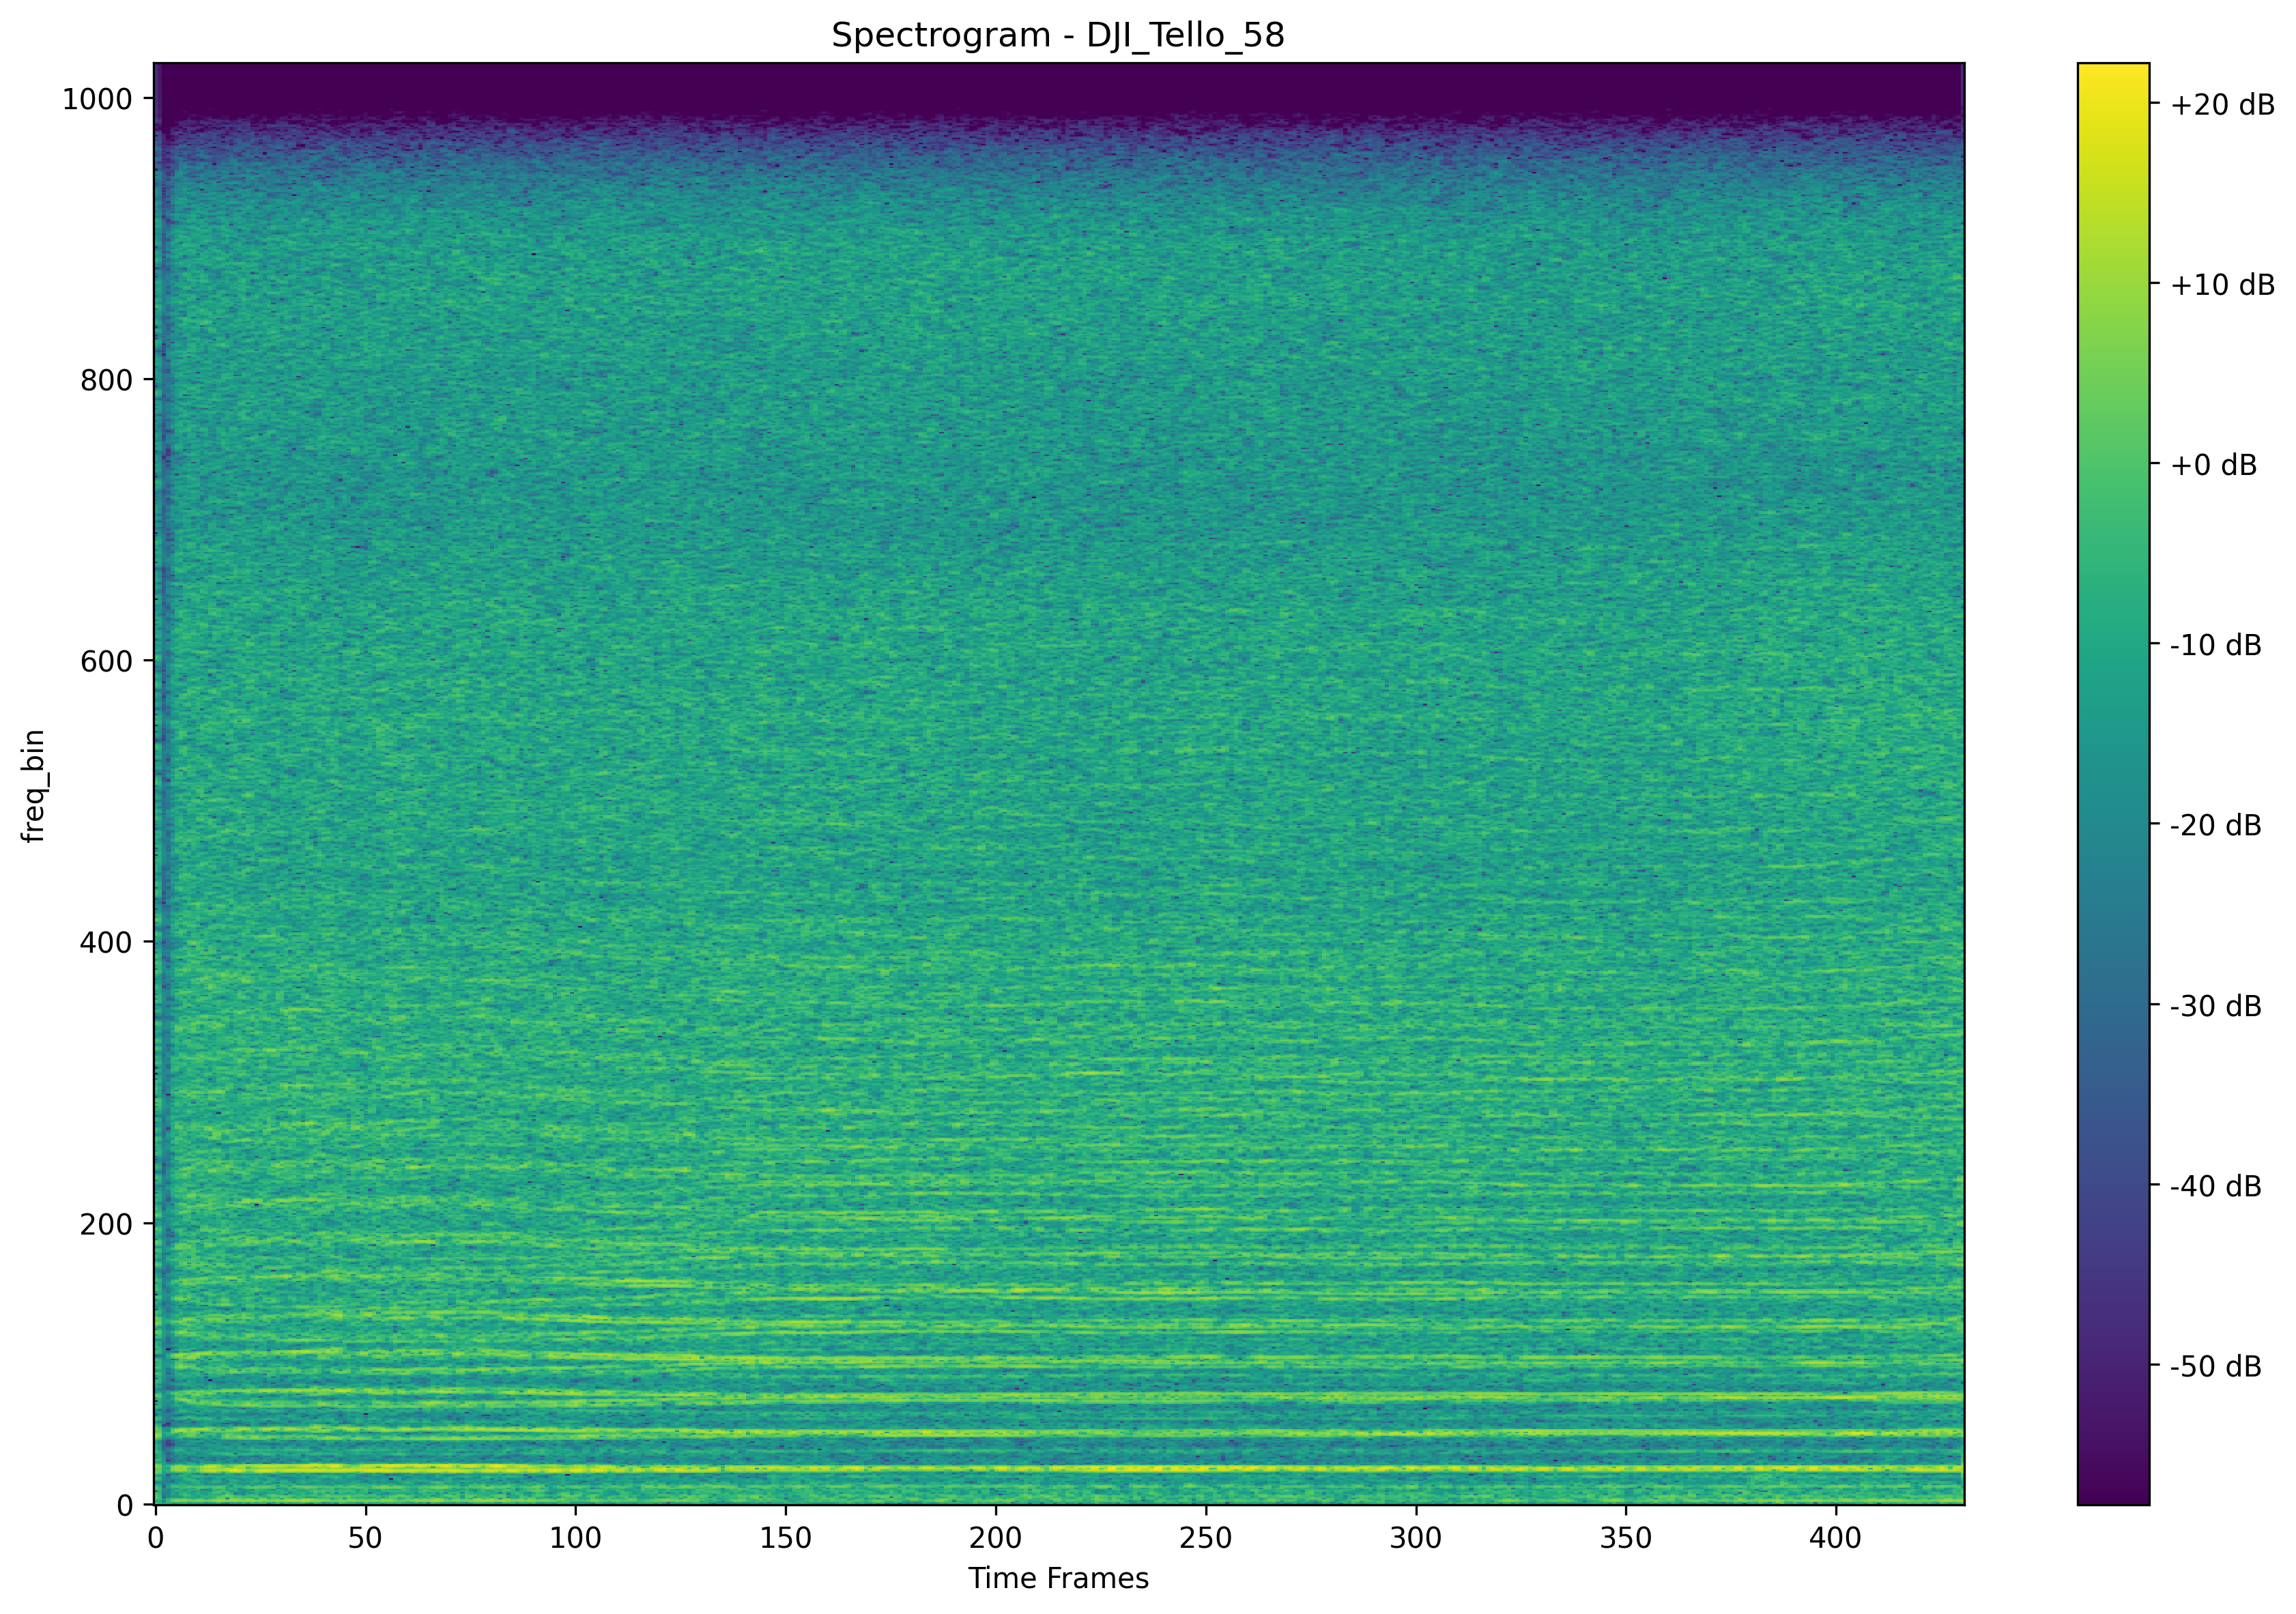 Spectrogram - DJI_Tello_58
freq_bin
1000
800
600
400
200
0
0 50 100 150 200 250 300 350 400
Time Frames
+20 dB
+10 dB
+0 dB
-10 dB
-20 dB
-30 dB
-40 dB
-50 dB